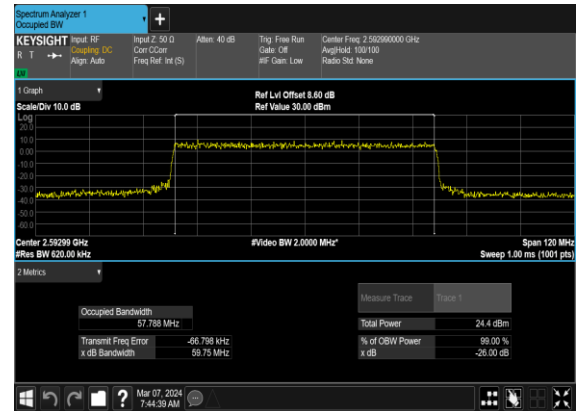 Spectrum Analyzer 1
Occupied BW
+
KEYSIGHT Input: RF Input Z: 50 Ω Atten: 40 dB Trig: Free Run Center Freq: 2.592990000 GHz
R T Coupling: DC Corr CCorr Gate: Off Avg|Hold: 100/100
Align: Auto Freq Ref: Int (S) #IF Gain: Low Radio Std: None
1 Graph
Ref Lvl Offset 8.60 dB
Scale/Div 10.0 dB Ref Value 30.00 dBm
Log
20.0
10.0
0.00
-10.0
-20.0
-30.0
-40.0
-50.0
-60.0
Center 2.59299 GHz #Video BW 2.0000 MHz* Span 120 MHz
#Res BW 620.00 kHz Sweep 1.00 ms (1001 pts)
2 Metrics
Measure Trace Trace 1
Occupied Bandwidth
57.788 MHz Total Power 24.4 dBm
Transmit Freq Error -66.798 kHz % of OBW Power 99.00 %
x dB Bandwidth 59.75 MHz x dB -26.00 dB
? Mar 07, 2024
7:44:39 AM